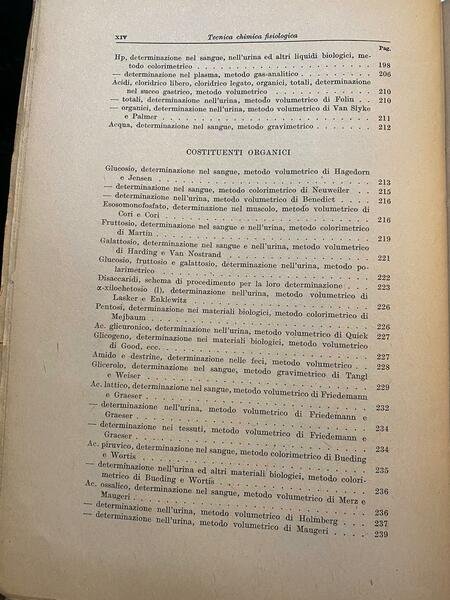 XIV Tecnica chimica fisiologica
Pag.
Hp, determinazione nel sangue, nell'urina ed altri liquidi biologici, me-
todo colorimetrico . . . . . . . . . . 198
— determinazione nel plasma, metodo gas-analitico . . . . . . 206
Acidi, cloridrico libero, cloridrico legato, organici, totali, determinazione
nel succo gastrico, metodo volumetrico . . . . . . 210
— totali, determinazione nell'urina, metodo volumetrico di Folin . . 210
— organici, determinazione nell'urina, metodo volumetrico di Van Slyke
e Palmer . . . . . . . . . . 211
Acqua, determinazione nel sangue, metodo gravimetrico . . . . 212
COSTITUENTI ORGANICI
Glucosio, determinazione nel sangue, metodo volumetrico di Hagedorn
e Jensen . . . . . . . . . . 213
— determinazione nel sangue, metodo colorimetrico di Neuweiler . . 215
— determinazione nell'urina, metodo volumetrico di Benedict . . . 216
Esosomonofosfato, determinazione nel muscolo, metodo volumetrico di
Cori e Cori . . . . . . . . . . 216
Fruttosio, determinazione nel sangue e nell'urina, metodo colorimetrico
di Martin . . . . . . . . . . 219
Galattosio, determinazione nel sangue e nell'urina, metodo volumetrico
di Harding e Van Nostrand . . . . . . . . 221
Glucosio, fruttosio e galattosio, determinazione nell'urina, metodo po-
larimetrico . . . . . . . . . . 222
Disaccaridi, schema di procedimento per la loro determinazione . . . 223
α-xilochetosio (l), determinazione nell'urina, metodo volumetrico di
Lasker e Enklewitz . . . . . . . . . . 226
Pentosi, determinazione nei materiali biologici, metodo colorimetrico di
Mejbaum . . . . . . . . . . 226
Ac. glicuronico, determinazione nell'urina, metodo volumetrico di Quick 227
Glicogeno, determinazione nei materiali biologici, metodo volumetrico
di Good, ecc. . . . . . . . . . . 227
Amido e destrine, determinazione nelle feci, metodo volumetrico . . . 228
Glicerolo, determinazione nel sangue, metodo gravimetrico di Tangl
e Weiser . . . . . . . . . . 229
Ac. lattico, determinazione nel sangue, metodo volumetrico di Friedemann
e Graeser . . . . . . . . . . 232
— determinazione nell'urina, metodo volumetrico di Friedemann e
Graeser . . . . . . . . . . 234
— determinazione nei tessuti, metodo volumetrico di Friedemann e
Graeser . . . . . . . . . . 234
Ac. piruvico, determinazione nel sangue, metodo colorimetrico di Bueding
e Wortis . . . . . . . . . . 235
— determinazione nell'urina ed altri materiali biologici, metodo colori-
metrico di Bueding e Wortis . . . . . . . . 236
Ac. ossalico, determinazione nel sangue, metodo volumetrico di Merz e
Maugeri . . . . . . . . . . 236
— determinazione nell'urina, metodo volumetrico di Holmberg . . . 237
— determinazione nell'urina, metodo volumetrico di Maugeri . . . 239